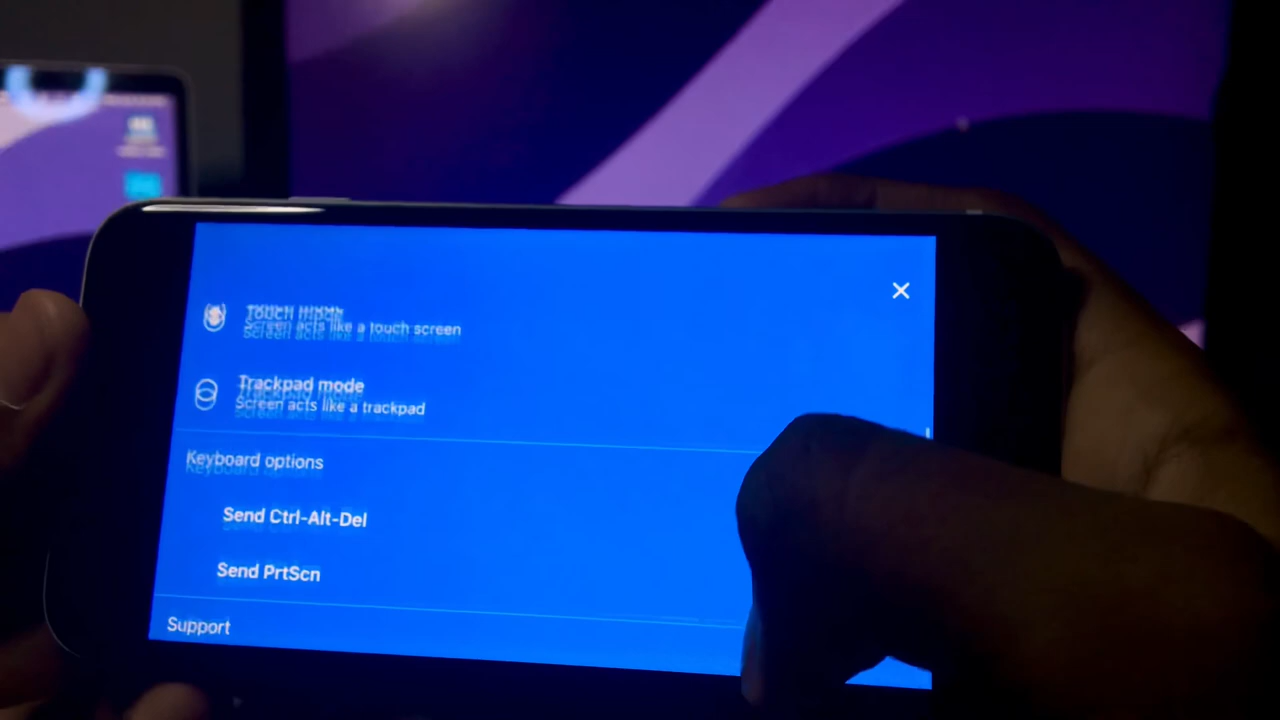 Touch mode
Screen acts like a touch screen
Trackpad mode
Screen acts like a trackpad
Keyboard options
Send Ctrl-Alt-Del
Send PrtScn
Support